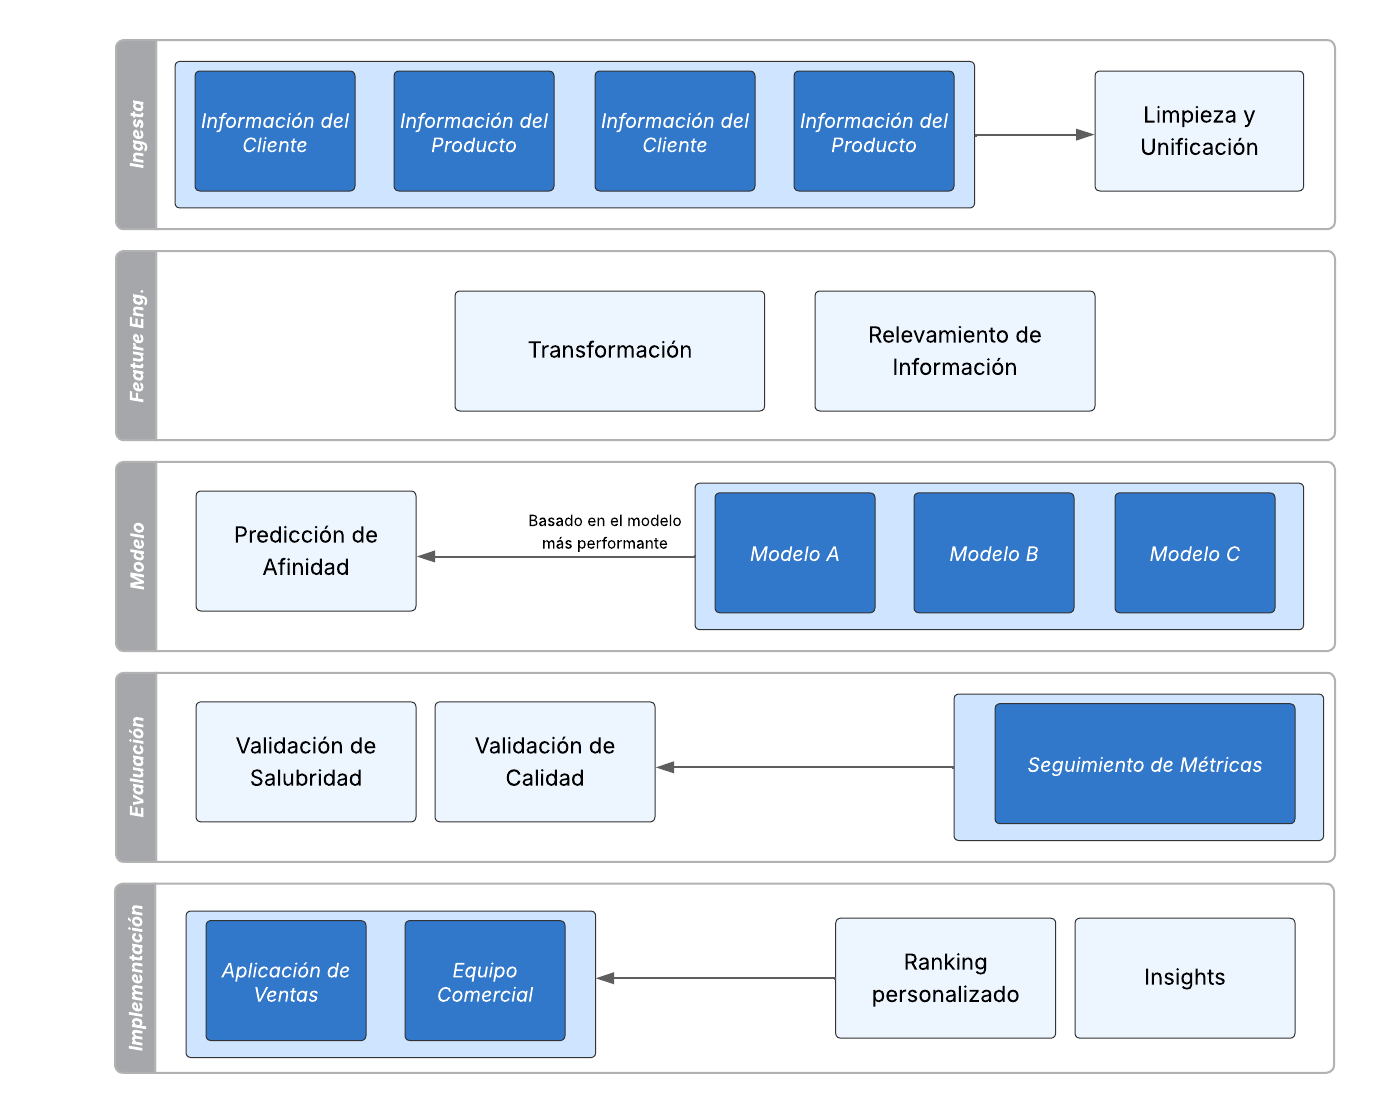 Ingesta
Información del
Cliente
Información del
Producto
Información del
Cliente
Información del
Producto
Limpieza y
Unificación
Feature Eng.
Transformación
Relevamiento de
Información
Modelo
Predicción de
Afinidad
Basado en el modelo
más performante
Modelo A
Modelo B
Modelo C
Evaluación
Validación de
Salubridad
Validación de
Calidad
Seguimiento de Métricas
Implementación
Aplicación de
Ventas
Equipo
Comercial
Ranking
personalizado
Insights